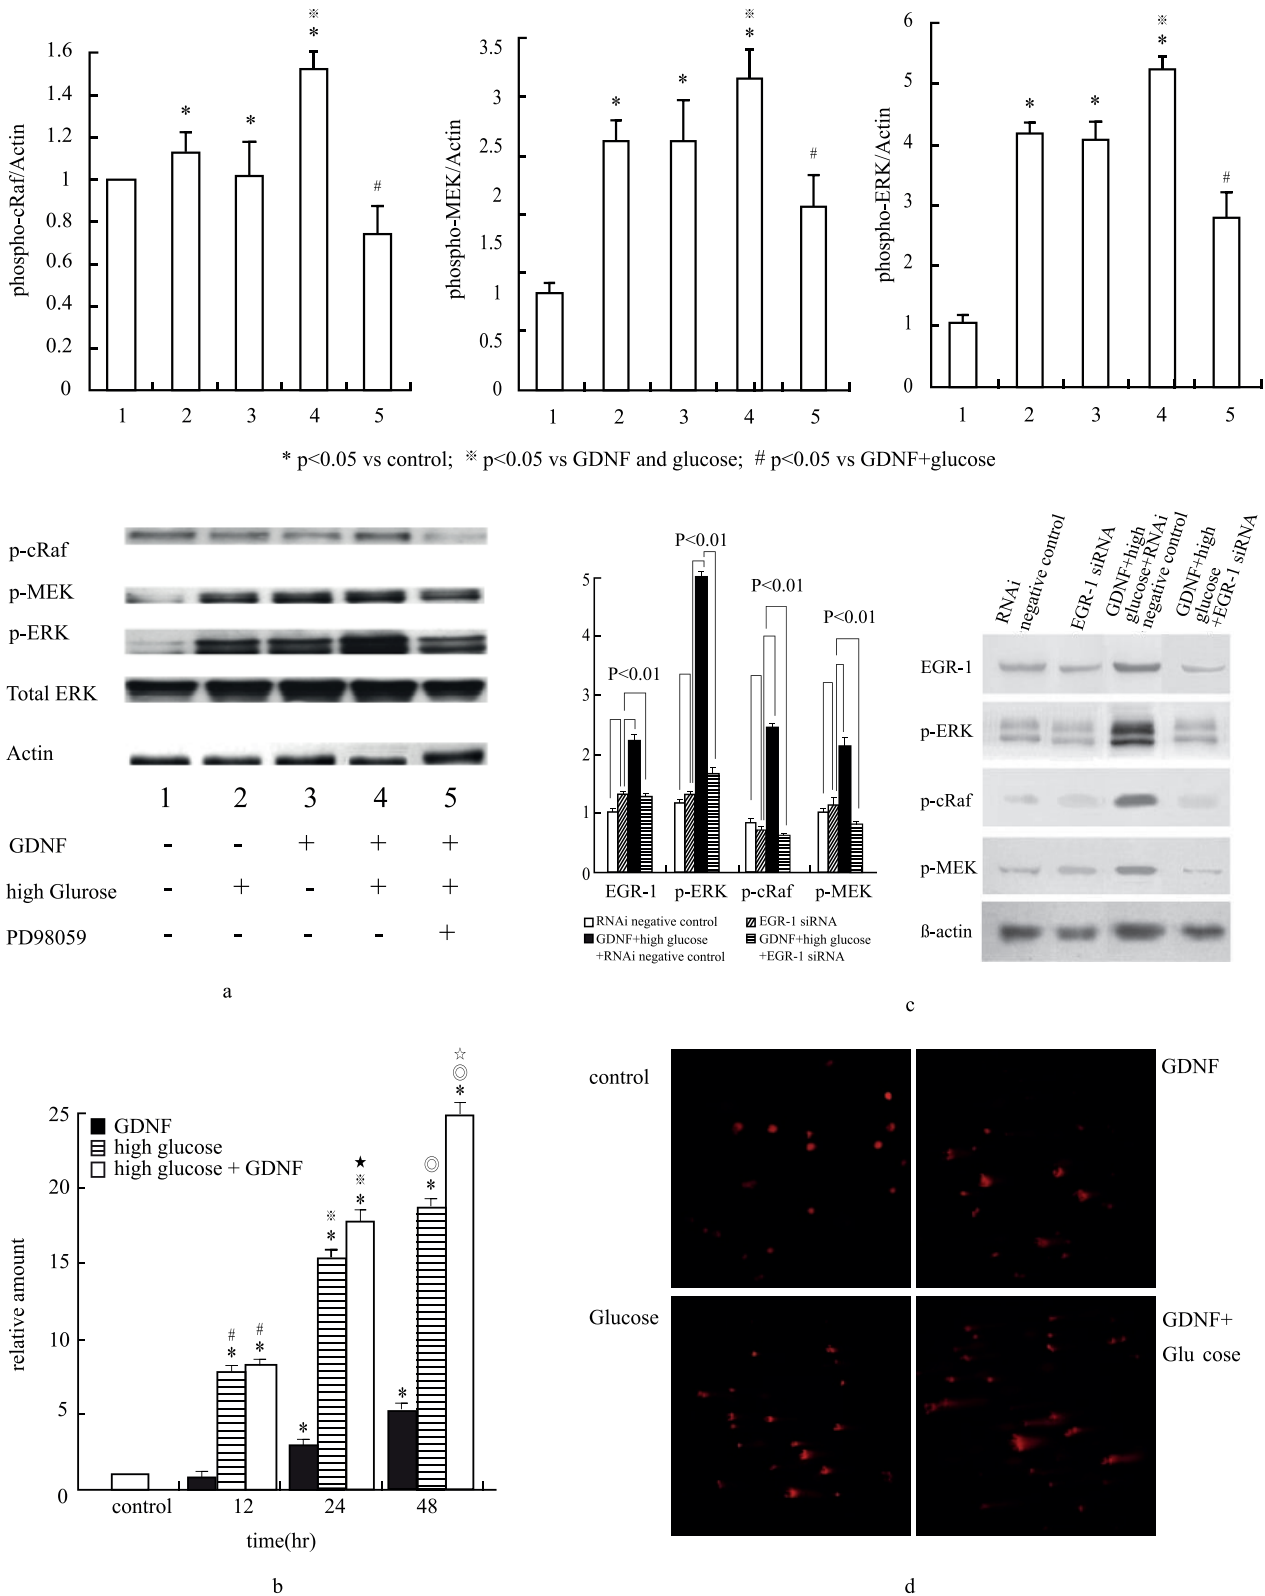 ※
*
1.6
1.4
1.2
1
0.8
0.6
0.4
0.2
0
phospho-cRaf/Actin
*
*
#
1 2 3 4 5
※
*
3.5
3
2.5
2
1.5
1
0.5
0
phospho-MEK/Actin
*
*
#
1 2 3 4 5
※
*
6
5
4
3
2
1
0
phospho-ERK/Actin
*
*
#
1 2 3 4 5
* p<0.05 vs control; ※ p<0.05 vs GDNF and glucose; # p<0.05 vs GDNF+glucose
p-cRaf
p-MEK
p-ERK
Total ERK
Actin
1 2 3 4 5
GDNF - - + + +
high Glurose - + - + +
PD98059 - - - - +
a
P<0.01
P<0.01
P<0.01
P<0.01
5
4
3
2
1
0
EGR-1 p-ERK p-cRaf p-MEK
RNAi negative control
EGR-1 siRNA
GDNF+high glucose
+RNAi negative control
GDNF+high glucose
+EGR-1 siRNA
RNAi
negative control
EGR-1 siRNA
GDNF+high
glucose+RNAi
negative control
GDNF+high
glucose
+EGR-1 siRNA
EGR-1
p-ERK
p-cRaf
p-MEK
ß-actin
c
25
20
15
10
5
0
relative amount
GDNF
high glucose
high glucose + GDNF
#
*
#
*
*
※
*
★
※
*
*
◎
*
☆
◎
*
control 12 24 48
time(hr)
b
control
GDNF
Glucose
GDNF+
Glu cose
d